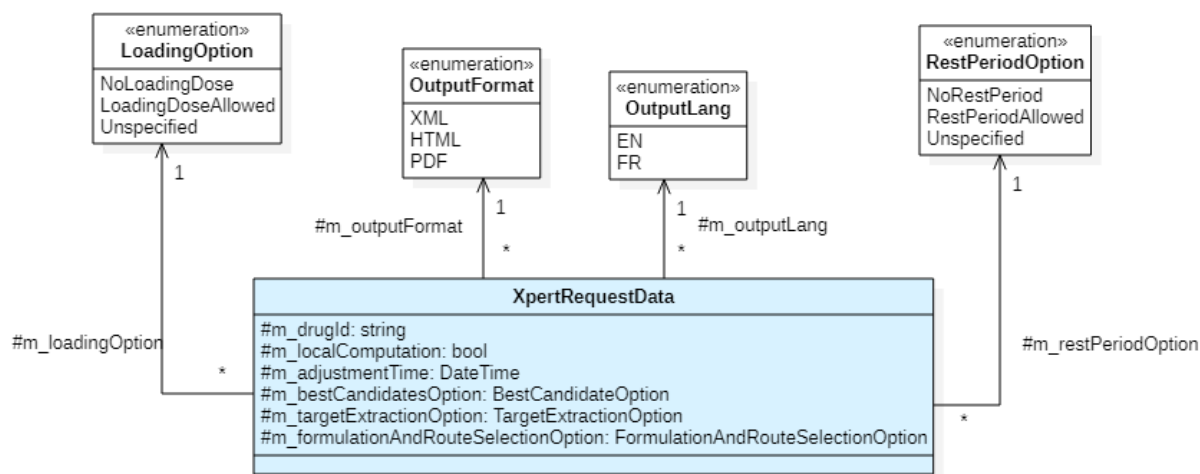 «enumeration»
LoadingOption
NoLoadingDose
LoadingDoseAllowed
Unspecified
«enumeration»
OutputFormat
XML
HTML
PDF
«enumeration»
OutputLang
EN
FR
«enumeration»
RestPeriodOption
NoRestPeriod
RestPeriodAllowed
Unspecified
1
1
1
1
#m_outputFormat
#m_outputLang
*
*
#m_loadingOption
#m_restPeriodOption
*
*
XpertRequestData
#m_drugId: string
#m_localComputation: bool
#m_adjustmentTime: DateTime
#m_bestCandidatesOption: BestCandidateOption
#m_targetExtractionOption: TargetExtractionOption
#m_formulationAndRouteSelectionOption: FormulationAndRouteSelectionOption